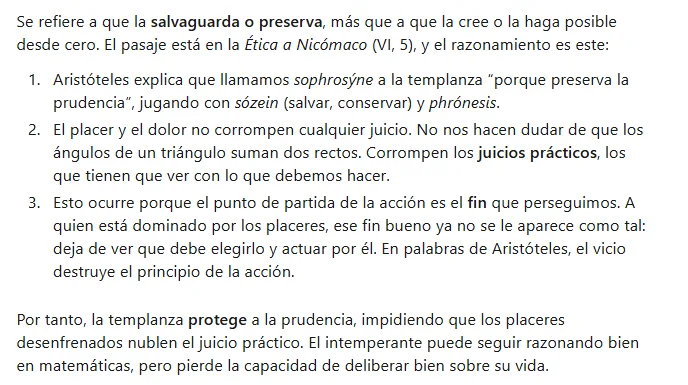 Se refiere a que la salvaguarda o preserva, más que a que la cree o la haga posible
desde cero. El pasaje está en la Ética a Nicómaco (VI, 5), y el razonamiento es este:
1. Aristóteles explica que llamamos sophrosýne a la templanza “porque preserva la
prudencia”, jugando con sózein (salvar, conservar) y phrónesis.
2. El placer y el dolor no corrompen cualquier juicio. No nos hacen dudar de que los
ángulos de un triángulo suman dos rectos. Corrompen los juicios prácticos, los
que tienen que ver con lo que debemos hacer.
3. Esto ocurre porque el punto de partida de la acción es el fin que perseguimos. A
quien está dominado por los placeres, ese fin bueno ya no se le aparece como tal:
deja de ver que debe elegirlo y actuar por él. En palabras de Aristóteles, el vicio
destruye el principio de la acción.
Por tanto, la templanza protege a la prudencia, impidiendo que los placeres
desenfrenados nublen el juicio práctico. El intemperante puede seguir razonando bien
en matemáticas, pero pierde la capacidad de deliberar bien sobre su vida.